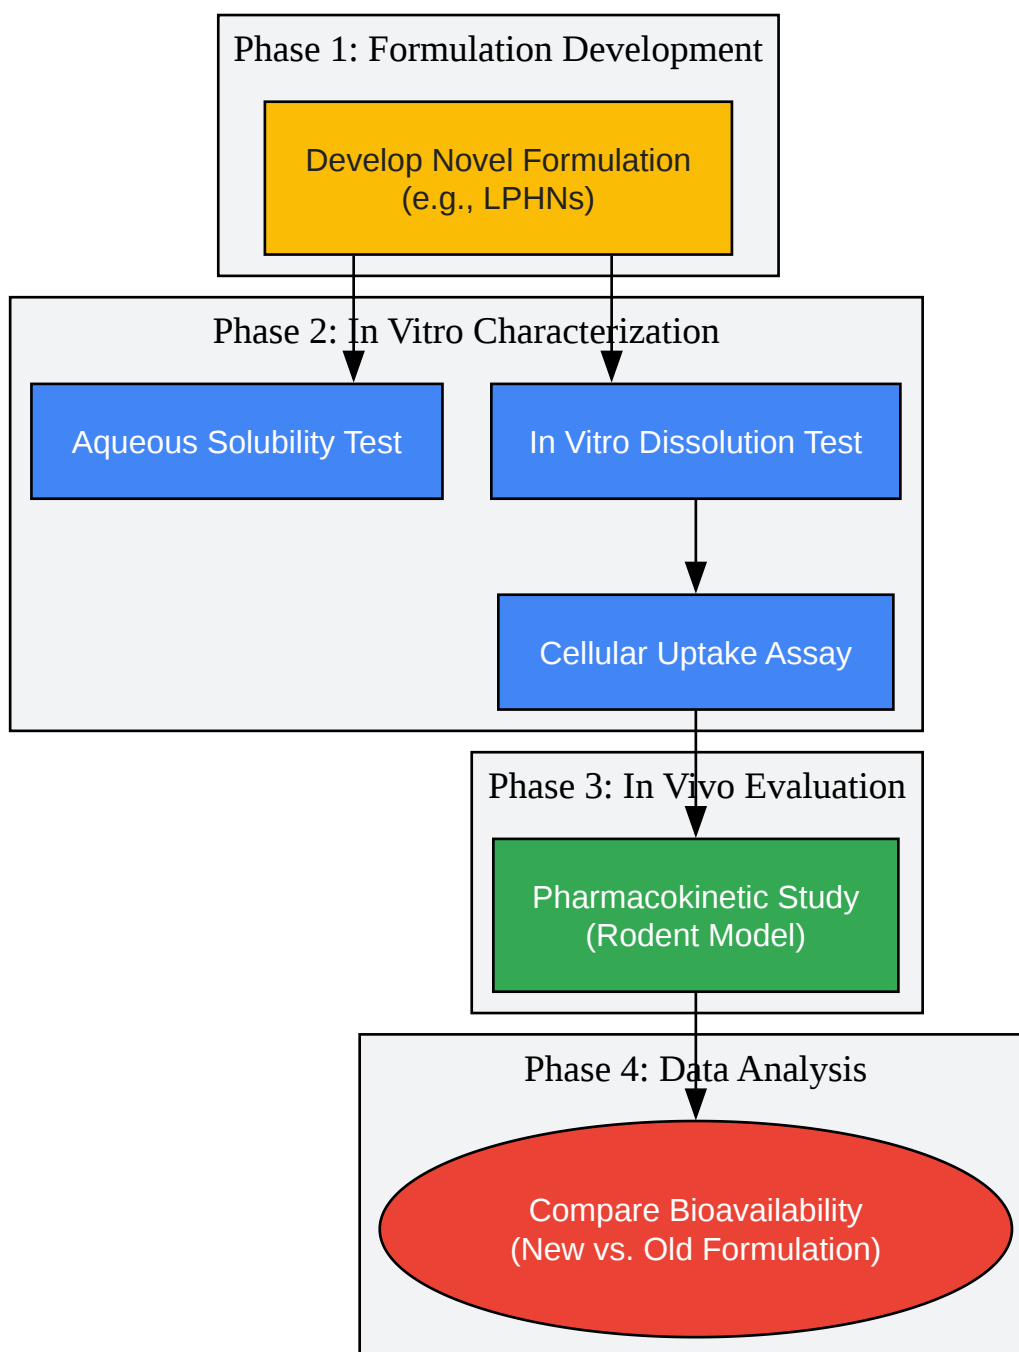 Phase 1: Formulation Development
Develop Novel Formulation
(e.g., LPHNs)
Phase 2: In Vitro Characterization
Aqueous Solubility Test
In Vitro Dissolution Test
Cellular Uptake Assay
Phase 3: In Vivo Evaluation
Pharmacokinetic Study
(Rodent Model)
Phase 4: Data Analysis
Compare Bioavailability
(New vs. Old Formulation)